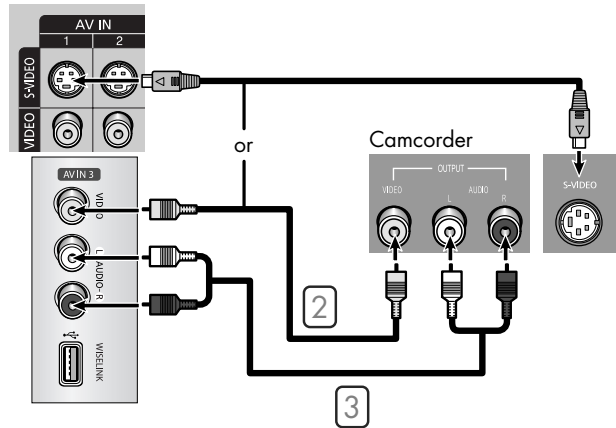 AV IN
1 2
S-VIDEO
VIDEO
or
Camcorder
OUTPUT
VIDEO L AUDIO R
S-VIDEO
AV IN 3
VIDEO
L - AUDIO - R
WISELINK
2
3